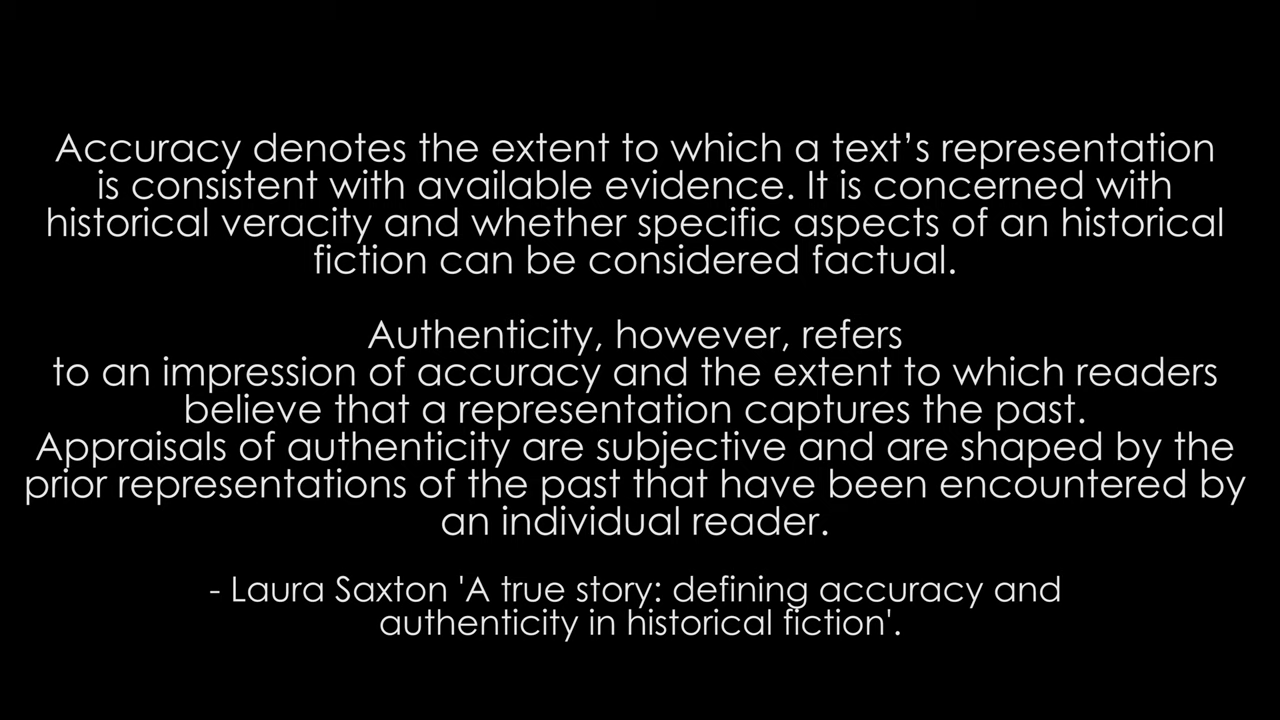 Accuracy denotes the extent to which a text’s representation
is consistent with available evidence. It is concerned with
historical veracity and whether specific aspects of an historical
fiction can be considered factual.
Authenticity, however, refers
to an impression of accuracy and the extent to which readers
believe that a representation captures the past.
Appraisals of authenticity are subjective and are shaped by the
prior representations of the past that have been encountered by
an individual reader.
- Laura Saxton 'A true story: defining accuracy and
authenticity in historical fiction'.